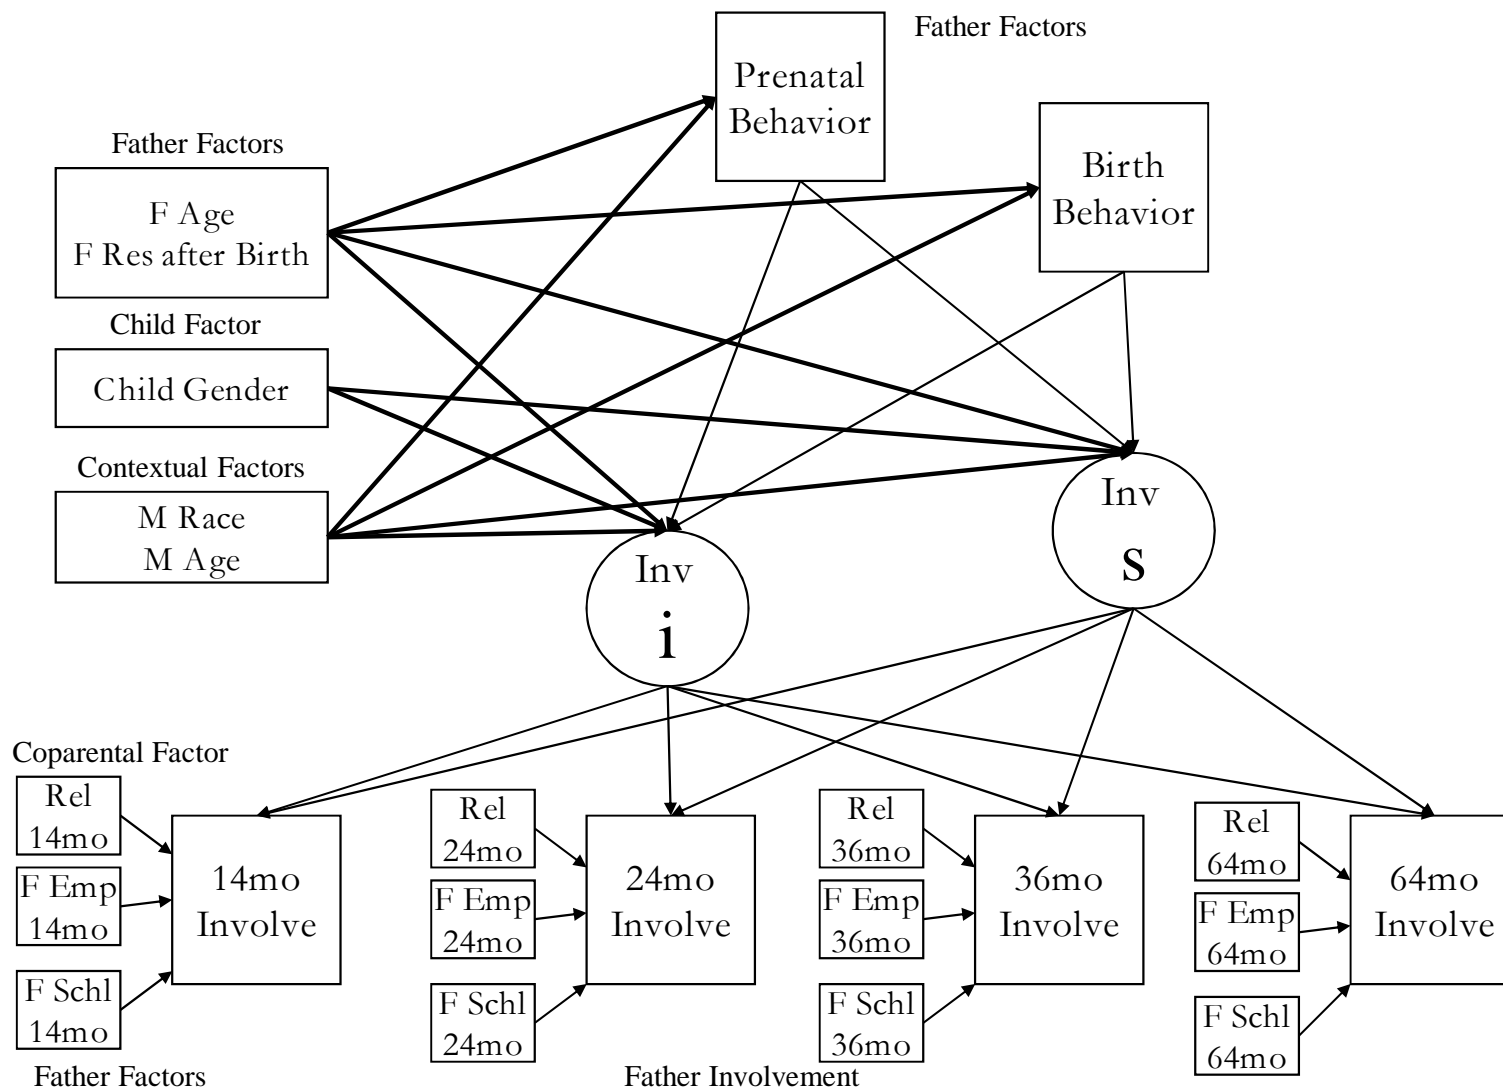 Father Factors
Prenatal
Behavior
Birth
Behavior
Father Factors
F Age
F Res after Birth
Child Factor
Child Gender
Contextual Factors
M Race
M Age
Inv
s
Inv
i
Coparental Factor
Rel
14mo
F Emp
14mo
F Schl
14mo
14mo
Involve
Rel
24mo
F Emp
24mo
F Schl
24mo
24mo
Involve
Rel
36mo
F Emp
36mo
F Schl
36mo
36mo
Involve
Rel
64mo
F Emp
64mo
F Schl
64mo
64mo
Involve
Father Factors
Father Involvement